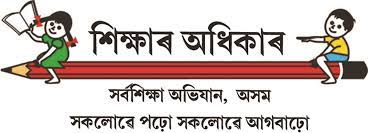 শিক্ষাৰ অধিকাৰ
সৰ্বশিক্ষা অভিযান, অসম
সকলোৱে পঢ়ো সকলোৱে আগবাঢ়ো